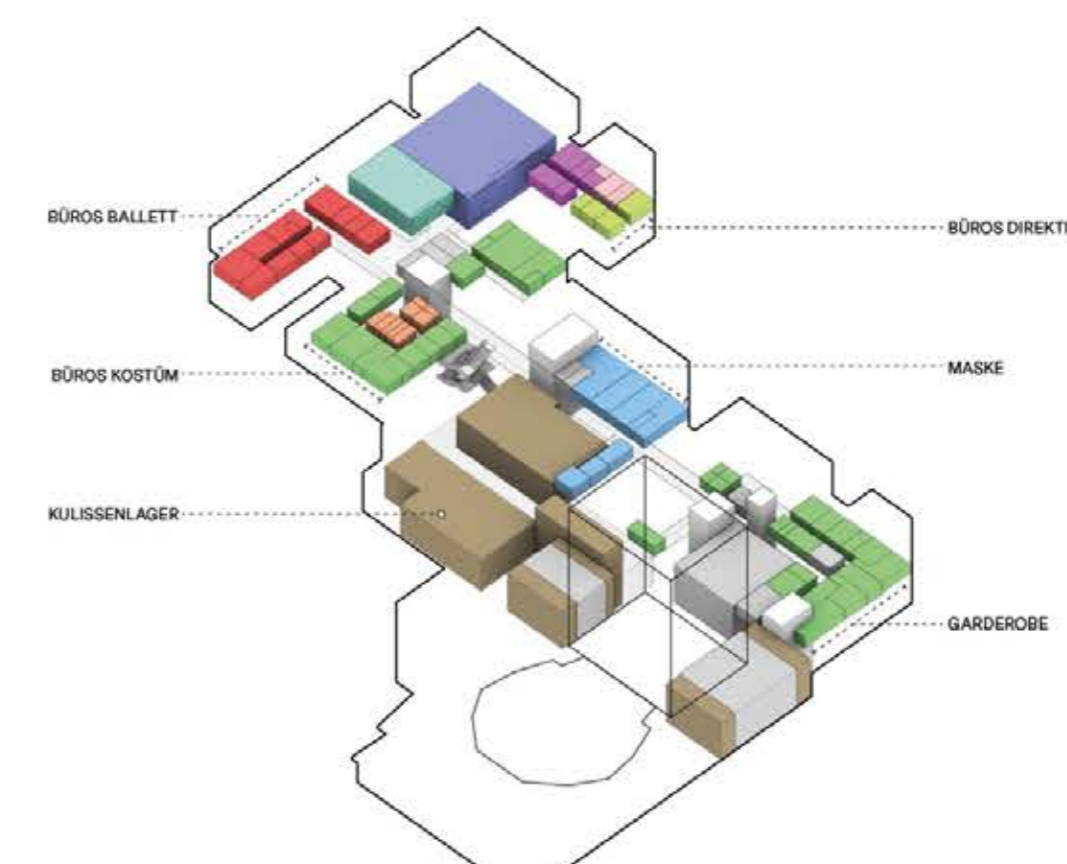 BÜROS BALLETT
BÜROS DIREKTI
BÜROS KOSTÜM
MASKE
KULISSENLAGER
GARDEROBE